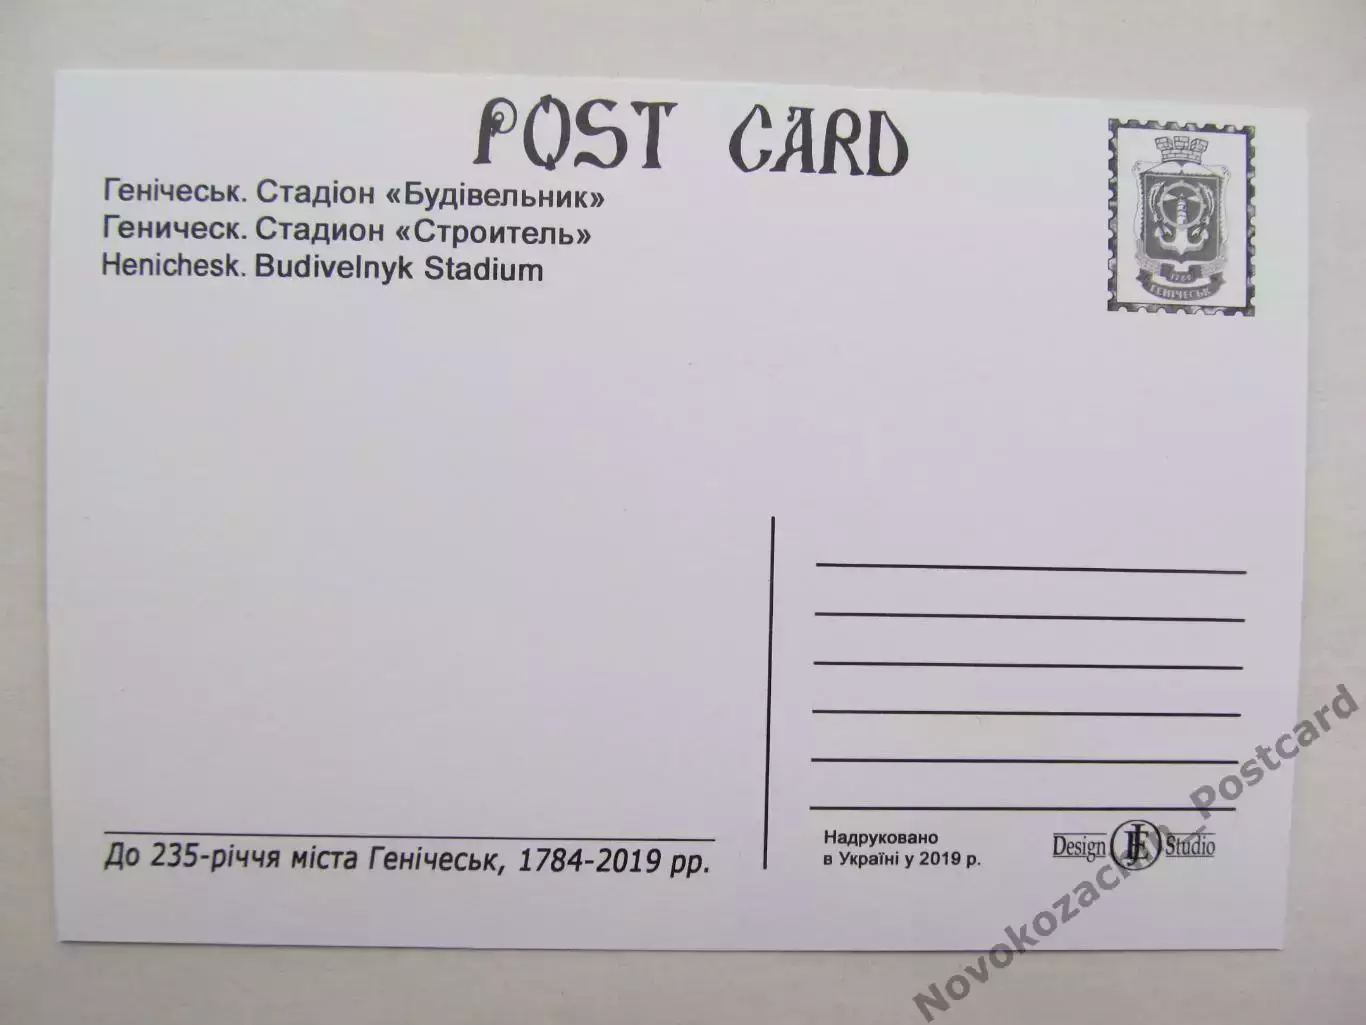 POST CARD
Генічеськ. Стадіон «Будівельник»
Геническ. Стадион «Строитель»
Henichesk. Budivelnyk Stadium
1784
ГЕНІЧЕСЬК
До 235-річчя міста Генічеськ, 1784-2019 рр.
Надруковано
в Україні у 2019 р.
Design JE Studio